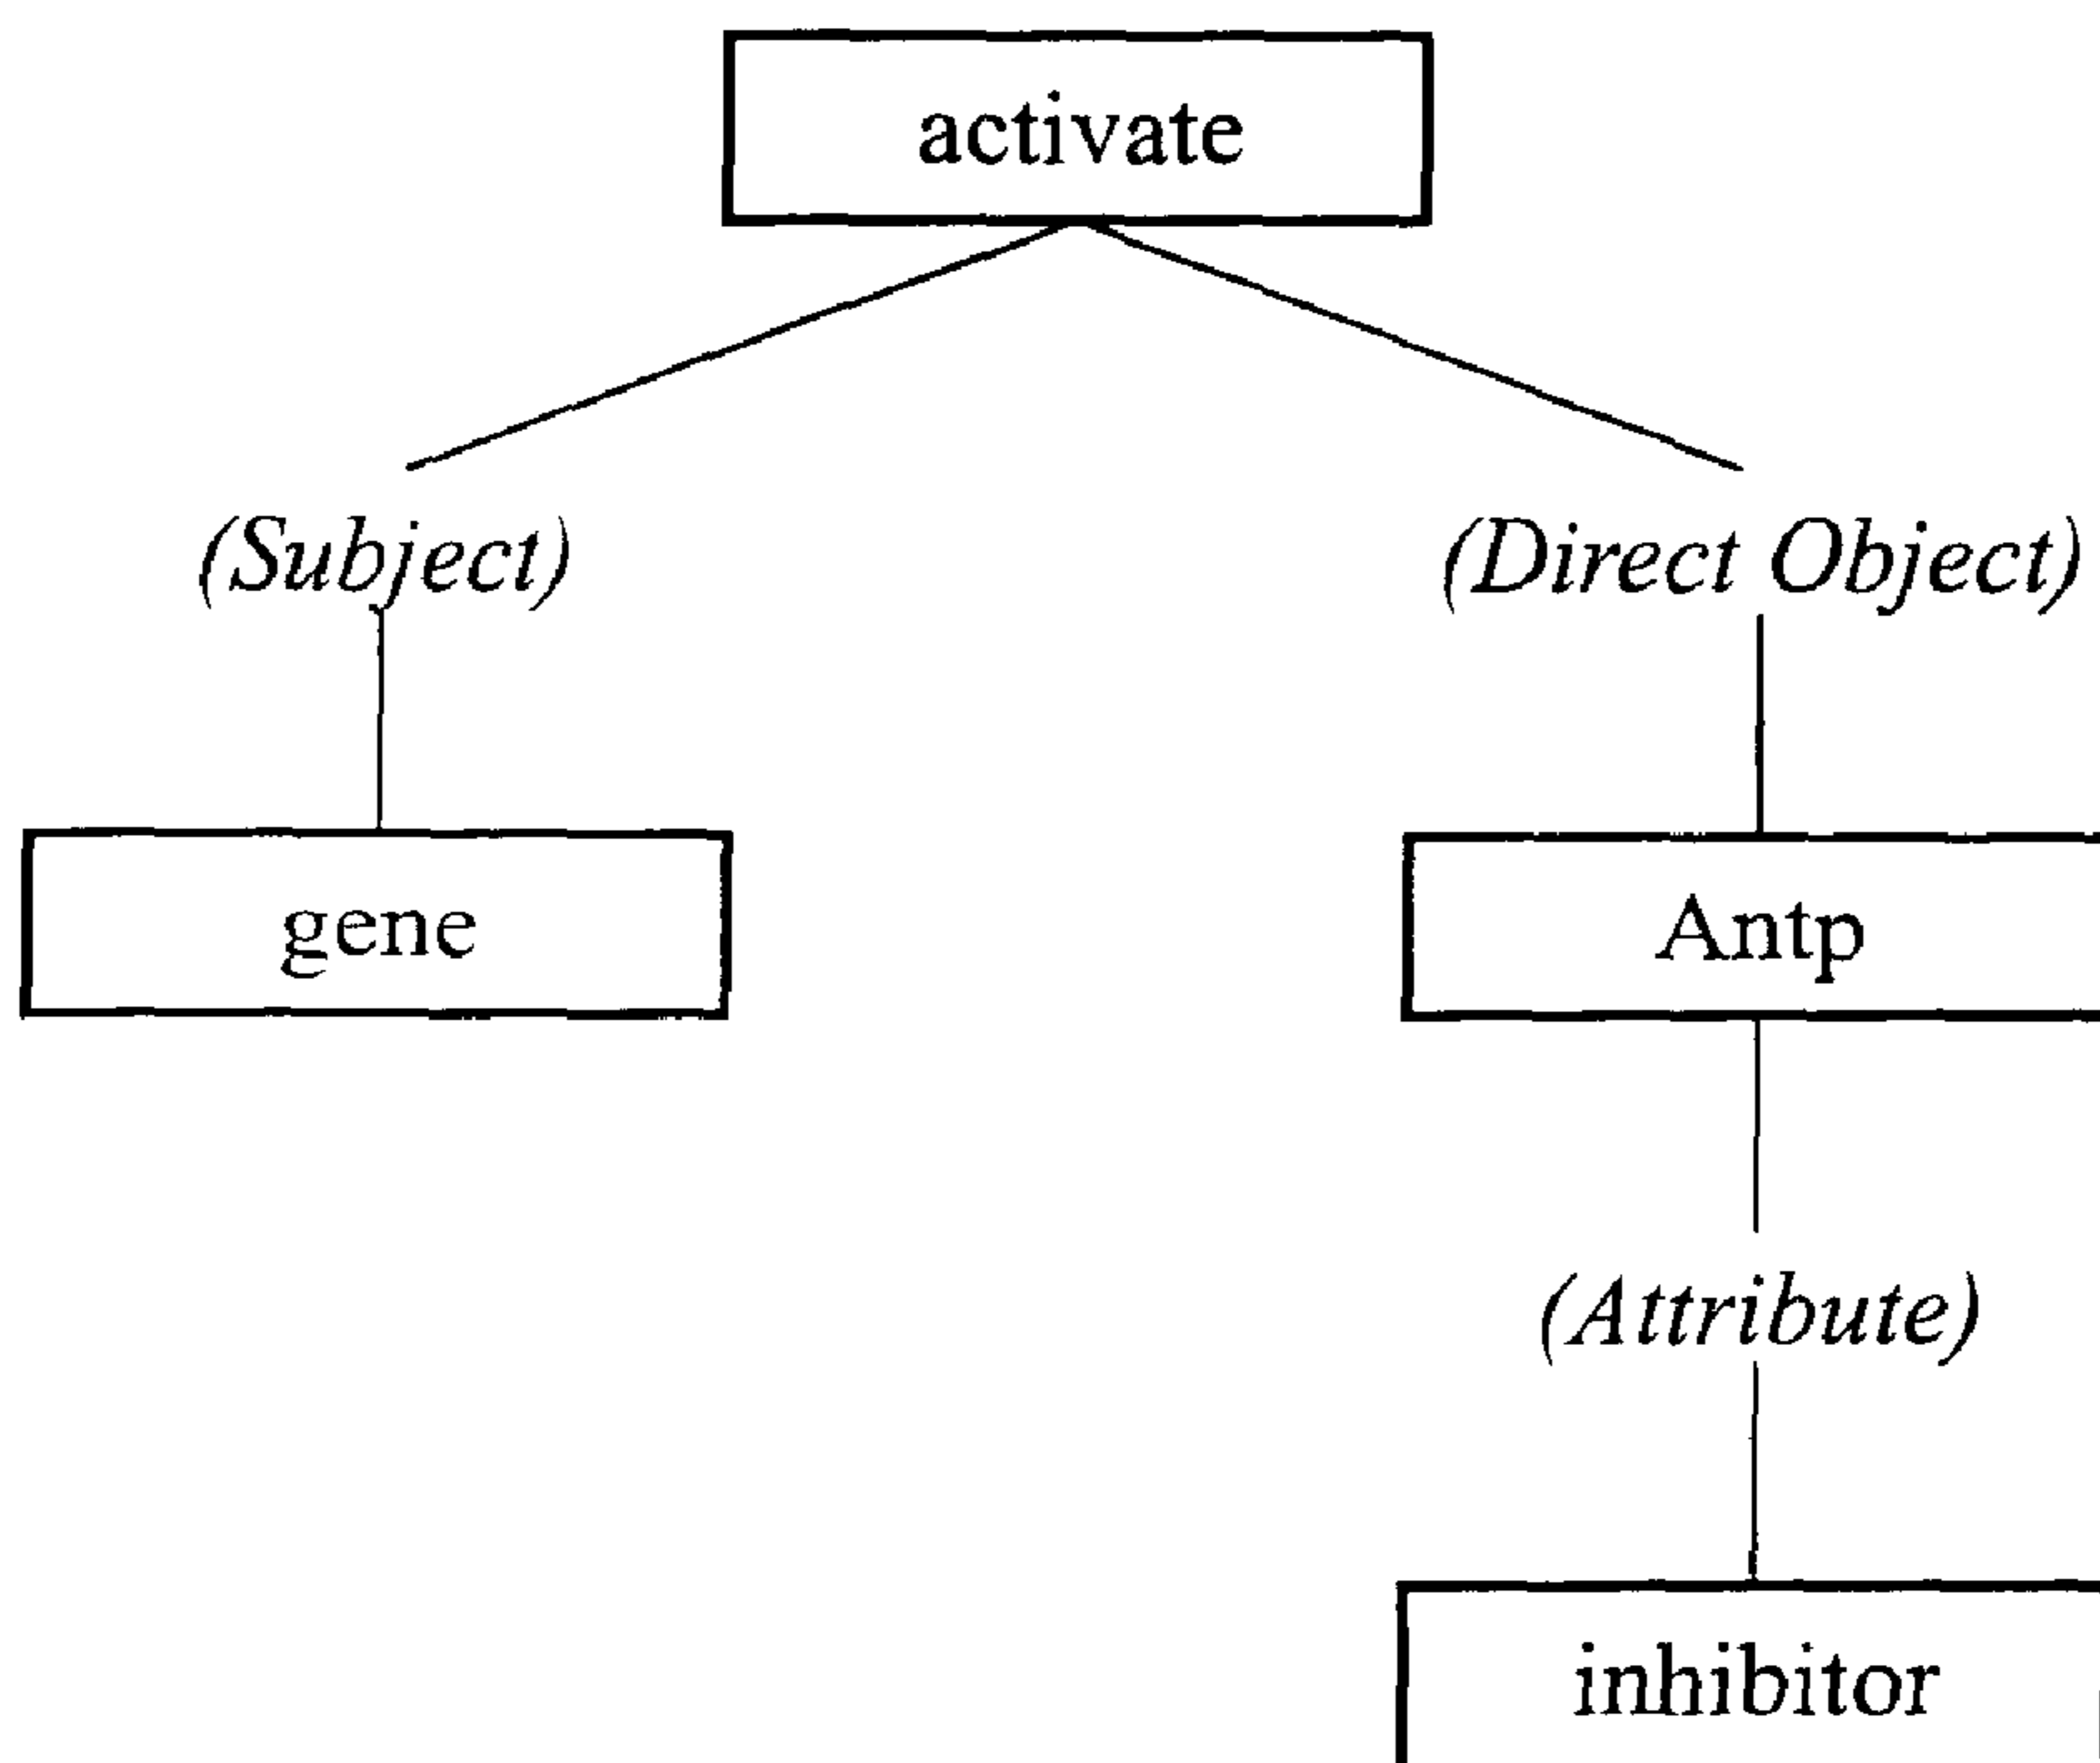 activate
(Subject)
(Direct Object)
gene
Antp
(Attribute)
inhibitor